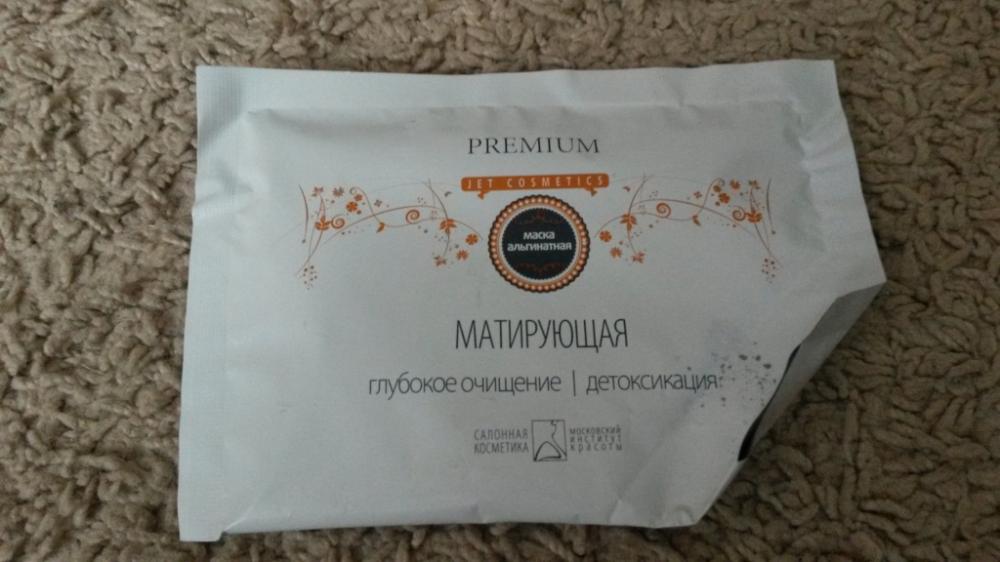 PREMIUM
JET COSMETICS
маска
альгинатная
МАТИРУЮЩАЯ
глубокое очищение | детоксикация
САЛОННАЯ
КОСМЕТИКА
МОСКОВСКИЙ
ИНСТИТУТ
красоты